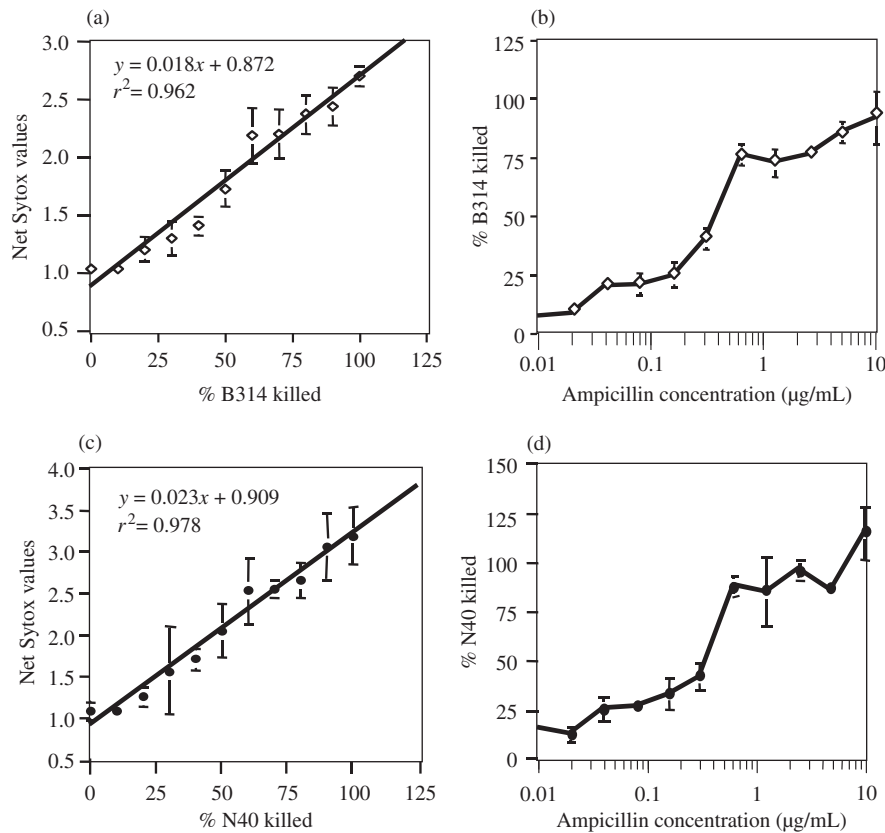 (a)
3.0
2.5
2.0
1.5
1.0
0.5
Net Sytox values
y = 0.018x + 0.872
r² = 0.962
0 25 50 75 100 125
% B314 killed
(b)
125
100
75
50
25
0
% B314 killed
0.01 0.1 1 10
Ampicillin concentration (µg/mL)
(c)
4.0
3.5
3.0
2.5
2.0
1.5
1.0
0.5
Net Sytox values
y = 0.023x + 0.909
r² = 0.978
0 25 50 75 100 125
% N40 killed
(d)
150
125
100
75
50
25
0
% N40 killed
0.01 0.1 1 10
Ampicillin concentration (µg/mL)